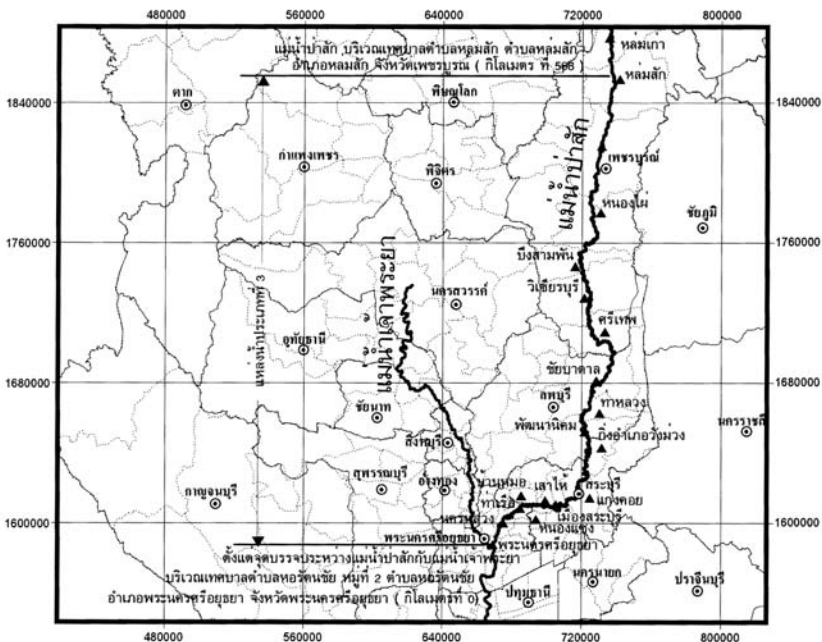 480000 560000 640000 720000 800000
หล่มเก่า
แม่น้ำป่าสัก บริเวณเทศบาลตำบลหล่มสัก ตำบลหล่มสัก
อำเภอหล่มสัก จังหวัดเพชรบูรณ์ ( กิโลเมตร ที่ 568 )
หล่มสัก
ตาก
พิษณุโลก
1840000 1840000
กำแพงเพชร
พิจิตร
เพชรบูรณ์
แม่น้ำป่าสัก
หนองไผ่
ชัยภูมิ
1760000 1760000
บึงสามพัน
วิเชียรบุรี
แม่น้ำเจ้าพระยา
นครสวรรค์
แหล่งน้ำประเภทที่ 3
ศรีเทพ
อุทัยธานี
ชัยบาดาล
1680000 1680000
ลพบุรี
ท่าหลวง
ชัยนาท
พัฒนานิคม
นครราชสี
สิงห์บุรี
กิ่งอำเภอวังม่วง
สุพรรณบุรี
อ่างทอง
บ้านหมอ
เสาไห้
สระบุรี
กาญจนบุรี
ท่าเรือ
แก่งคอย
1600000 1600000
นครหลวง
เมืองสระบุรี
หนองแซง
พระนครศรีอยุธยา
พระนครศรีอยุธยา
ตั้งแต่จุดบรรจบระหว่างแม่น้ำป่าสักกับแม่น้ำเจ้าพระยา
บริเวณเทศบาลตำบลหอรัตนชัย หมู่ที่ 2 ตำบลหอรัตนชัย
อำเภอพระนครศรีอยุธยา จังหวัดพระนครศรีอยุธยา ( กิโลเมตรที่ 0)
นครนายก
ปราจีนบุรี
ปทุมธานี
480000 560000 640000 720000 800000